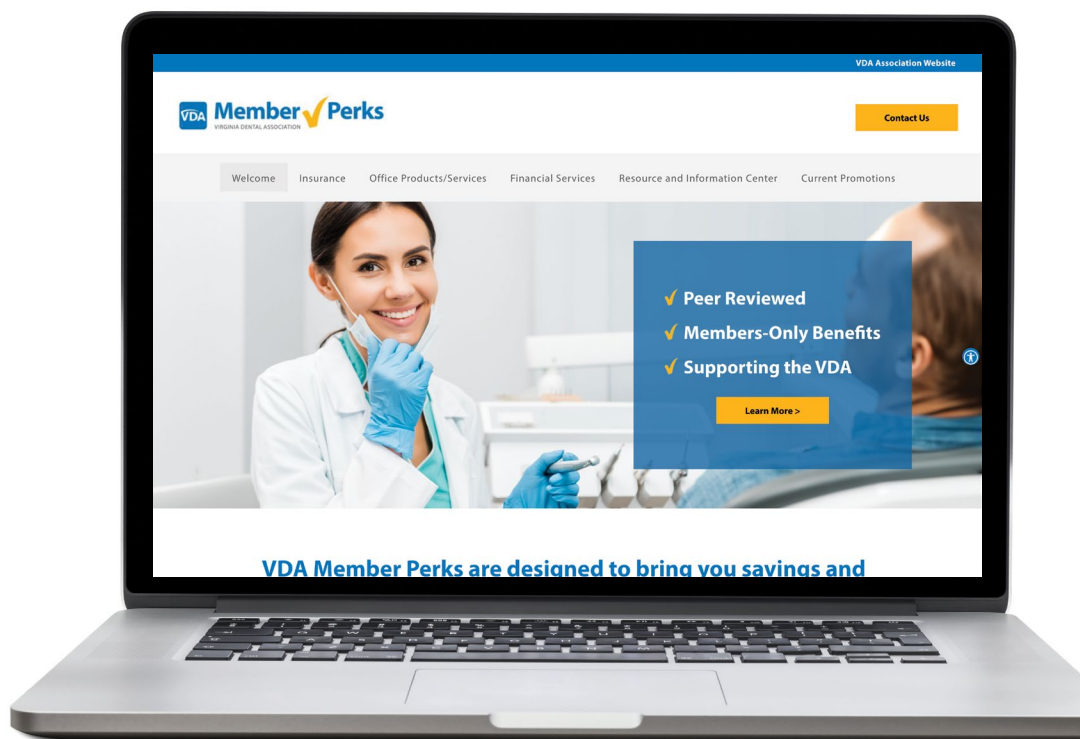 VDA Association Website
VDA Member Perks
VIRGINIA DENTAL ASSOCIATION
Contact Us
Welcome Insurance Office Products/Services Financial Services Resource and Information Center Current Promotions
Peer Reviewed
Members-Only Benefits
Supporting the VDA
Learn More >
VDA Member Perks are designed to bring you savings and